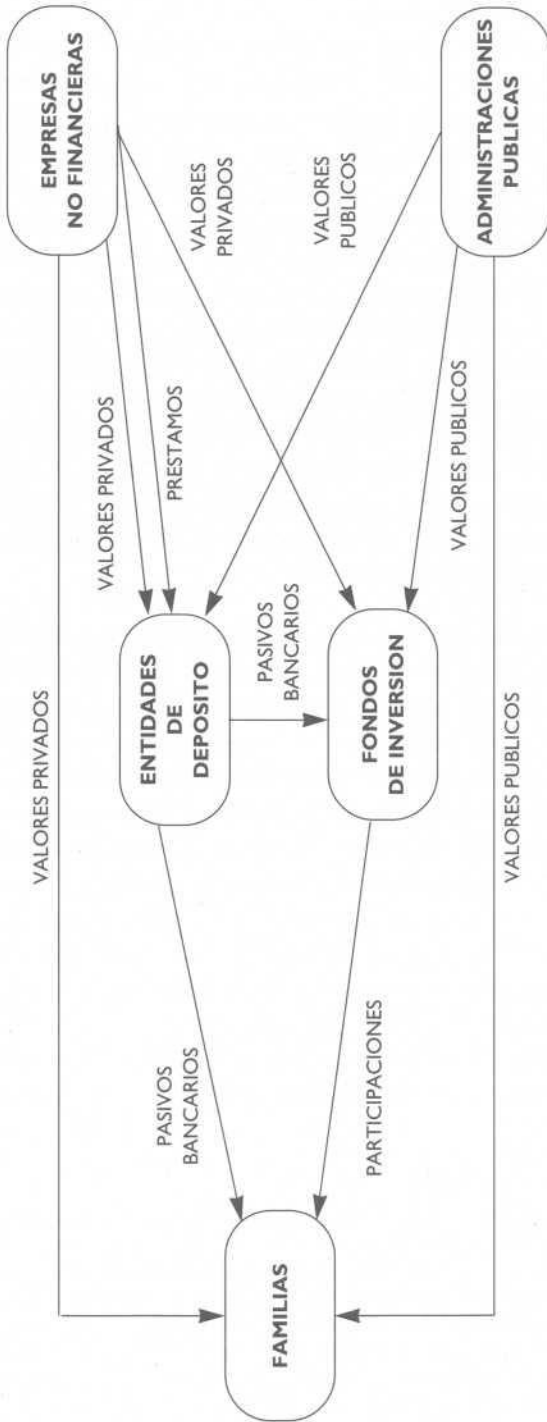 VALORES PRIVADOS
EMPRESAS
NO FINANCIERAS
VALORES PRIVADOS
PRESTAMOS
VALORES
PRIVADOS
ENTIDADES
DE
DEPOSITO
PASIVOS
BANCARIOS
PASIVOS
BANCARIOS
FAMILIAS
VALORES
PUBLICOS
FONDOS
DE INVERSION
PARTICIPACIONES
VALORES PUBLICOS
ADMINISTRACIONES
PUBLICAS
VALORES PUBLICOS